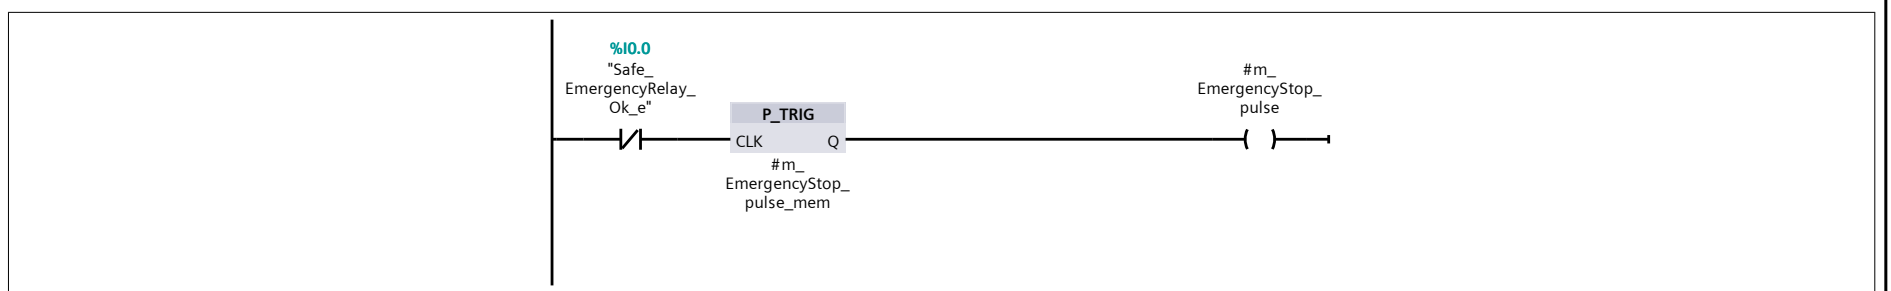 %I0.0
"Safe_
EmergencyRelay_
Ok_e"
P_TRIG
CLK Q
#m_
EmergencyStop_
pulse_mem
#m_
EmergencyStop_
pulse